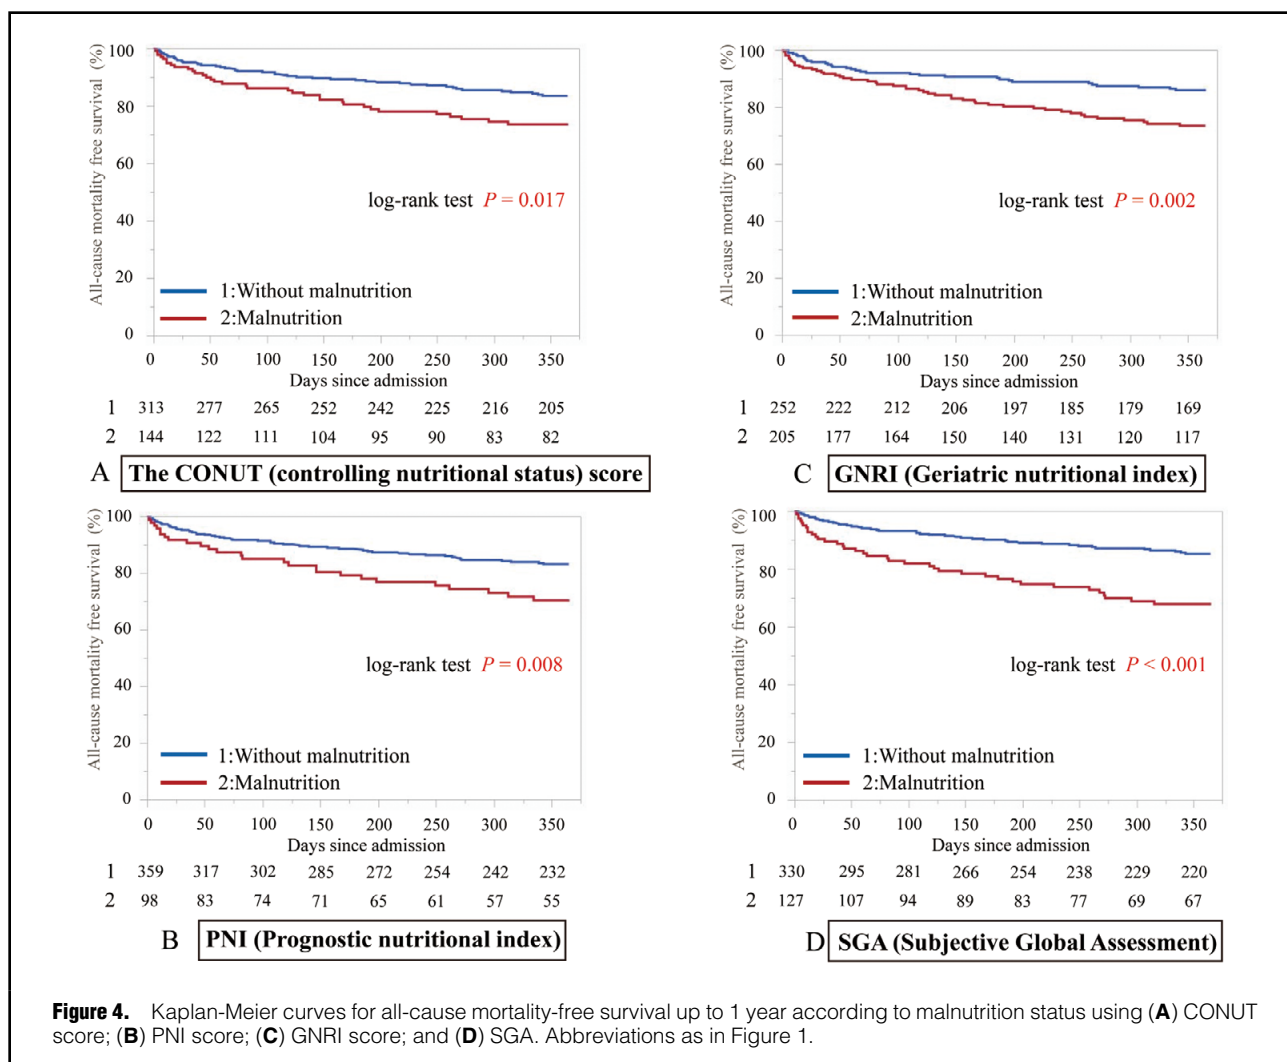 All-cause mortality free survival (%)
100
80
60
40
20
0
log-rank test P = 0.017
1:Without malnutrition
2:Malnutrition
0 50 100 150 200 250 300 350
Days since admission
1 313 277 265 252 242 225 216 205
2 144 122 111 104 95 90 83 82
A The CONUT (controlling nutritional status) score
All-cause mortality free survival (%)
100
80
60
40
20
0
log-rank test P = 0.002
1:Without malnutrition
2:Malnutrition
0 50 100 150 200 250 300 350
Days since admission
1 252 222 212 206 197 185 179 169
2 205 177 164 150 140 131 120 117
C GNRI (Geriatric nutritional index)
All-cause mortality free survival (%)
100
80
60
40
20
0
log-rank test P = 0.008
1:Without malnutrition
2:Malnutrition
0 50 100 150 200 250 300 350
Days since admission
1 359 317 302 285 272 254 242 232
2 98 83 74 71 65 61 57 55
B PNI (Prognostic nutritional index)
All-cause mortality free survival (%)
100
80
60
40
20
0
log-rank test P < 0.001
1:Without malnutrition
2:Malnutrition
0 50 100 150 200 250 300 350
Days since admission
1 330 295 281 266 254 238 229 220
2 127 107 94 89 83 77 69 67
D SGA (Subjective Global Assessment)
Figure 4. Kaplan-Meier curves for all-cause mortality-free survival up to 1 year according to malnutrition status using (A) CONUT
score; (B) PNI score; (C) GNRI score; and (D) SGA. Abbreviations as in Figure 1.